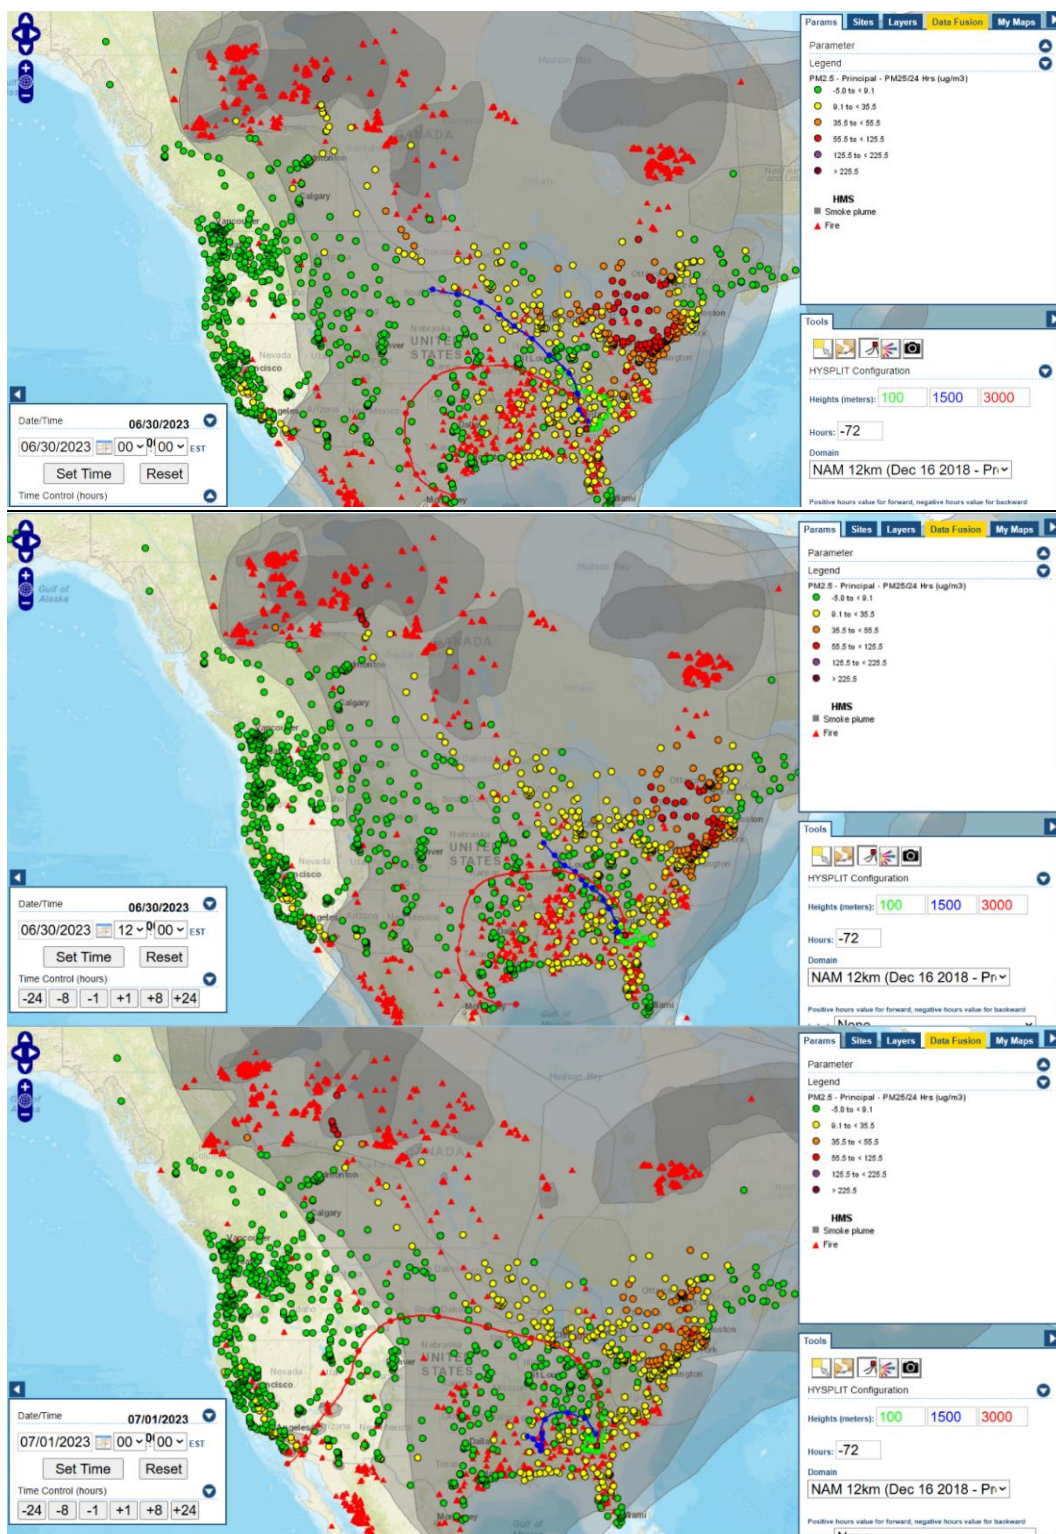 Params Sites Layers Data Fusion My Maps
Parameter
Legend
PM2.5 - Principal - PM25/24 Hrs (ug/m3)
-5.0 to < 9.1
9.1 to < 35.5
35.5 to < 55.5
55.5 to < 125.5
125.5 to < 225.5
> 225.5
HMS
Smoke plume
Fire
Hudson Bay
CANADA
Calgary
Vancouver
Nevada
Nebraska
UNITED
STATES
Tools
HYSPLIT Configuration
Heights (meters): 100 1500 3000
Hours: -72
Domain
NAM 12km (Dec 16 2018 - Pr
Positive hours value for forward, negative hours value for backward
Date/Time 06/30/2023
06/30/2023 00 : 00 EST
Set Time Reset
Time Control (hours)
Params Sites Layers Data Fusion My Maps
Parameter
Legend
PM2.5 - Principal - PM25/24 Hrs (ug/m3)
-5.0 to < 9.1
9.1 to < 35.5
35.5 to < 55.5
55.5 to < 125.5
125.5 to < 225.5
> 225.5
HMS
Smoke plume
Fire
Gulf of
Alaska
Hudson Bay
CANADA
Calgary
Vancouver
Nevada
Nebraska
Denver
Gulf of
Tools
HYSPLIT Configuration
Heights (meters): 100 1500 3000
Hours: -72
Domain
NAM 12km (Dec 16 2018 - Pr
Positive hours value for forward, negative hours value for backward
None
Date/Time 06/30/2023
06/30/2023 12 : 00 EST
Set Time Reset
Time Control (hours)
-24 -8 -1 +1 +8 +24
Params Sites Layers Data Fusion My Maps
Parameter
Legend
PM2.5 - Principal - PM25/24 Hrs (ug/m3)
-5.0 to < 9.1
9.1 to < 35.5
35.5 to < 55.5
55.5 to < 125.5
125.5 to < 225.5
> 225.5
HMS
Smoke plume
Fire
Hudson Bay
CANADA
Calgary
Vancouver
Nevada
Nebraska
STATES
Dallas
Gulf of
Tools
HYSPLIT Configuration
Heights (meters): 100 1500 3000
Hours: -72
Domain
NAM 12km (Dec 16 2018 - Pr
Positive hours value for forward, negative hours value for backward
Date/Time 07/01/2023
07/01/2023 00 : 00 EST
Set Time Reset
Time Control (hours)
-24 -8 -1 +1 +8 +24